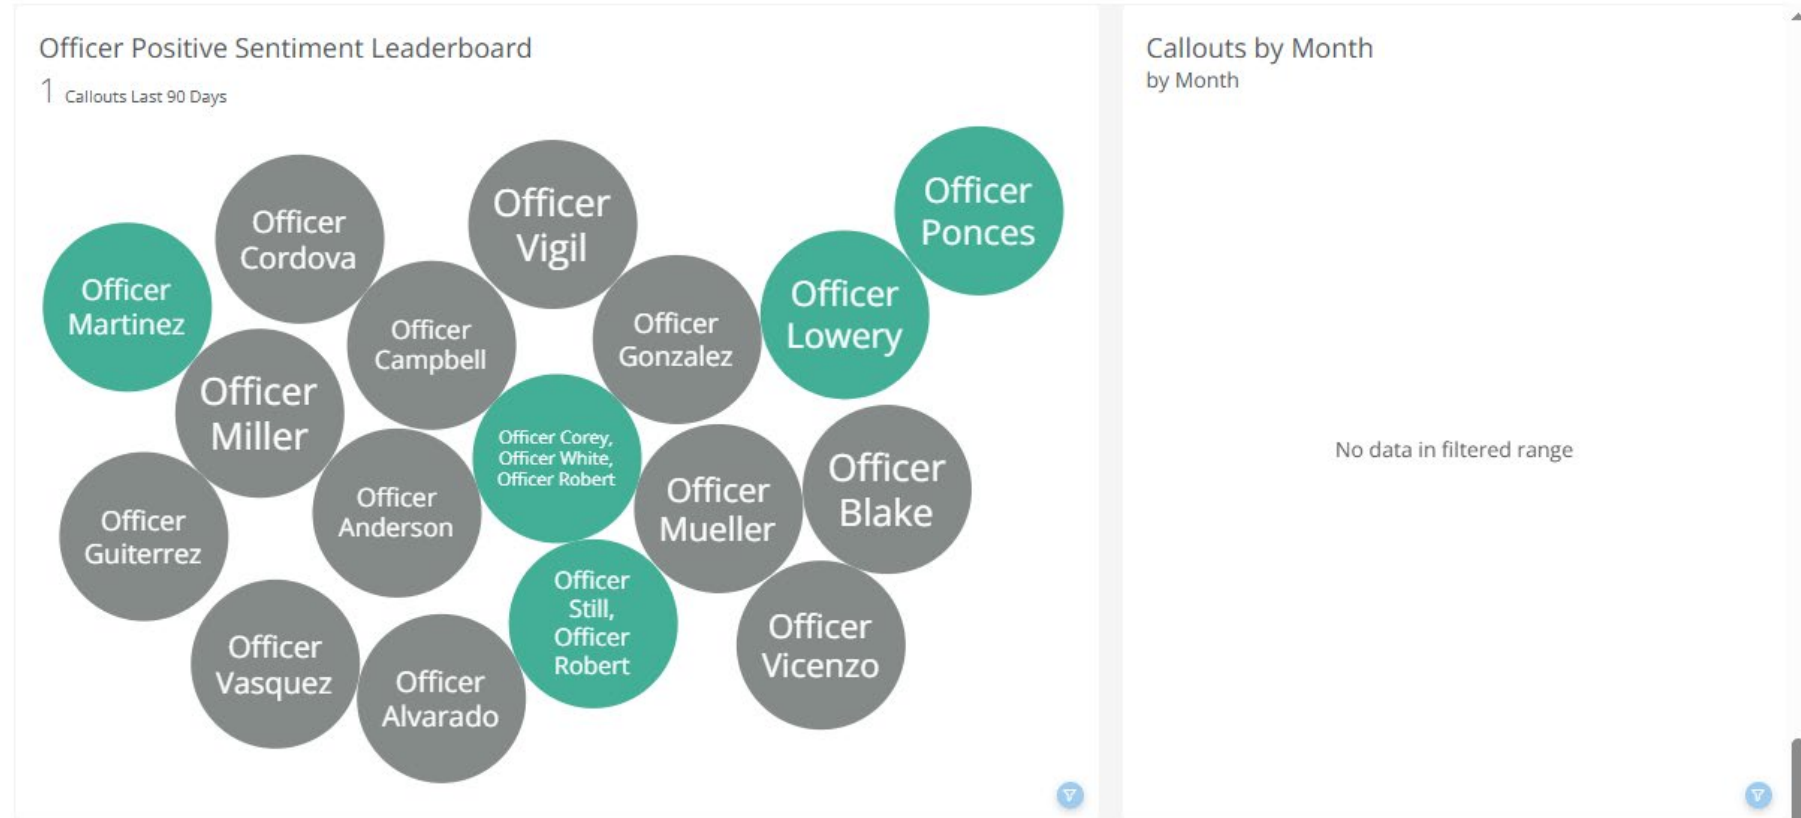 Officer Positive Sentiment Leaderboard
1 Callouts Last 90 Days
Officer
Martinez
Officer
Cordova
Officer
Vigil
Officer
Ponces
Officer
Lowery
Officer
Campbell
Officer
Gonzalez
Officer
Miller
Officer Corey,
Officer White,
Officer Robert
Officer
Blake
Officer
Mueller
Officer
Anderson
Officer
Guiterrez
Officer
Still,
Officer
Robert
Officer
Vicenzo
Officer
Vasquez
Officer
Alvarado
Callouts by Month
by Month
No data in filtered range